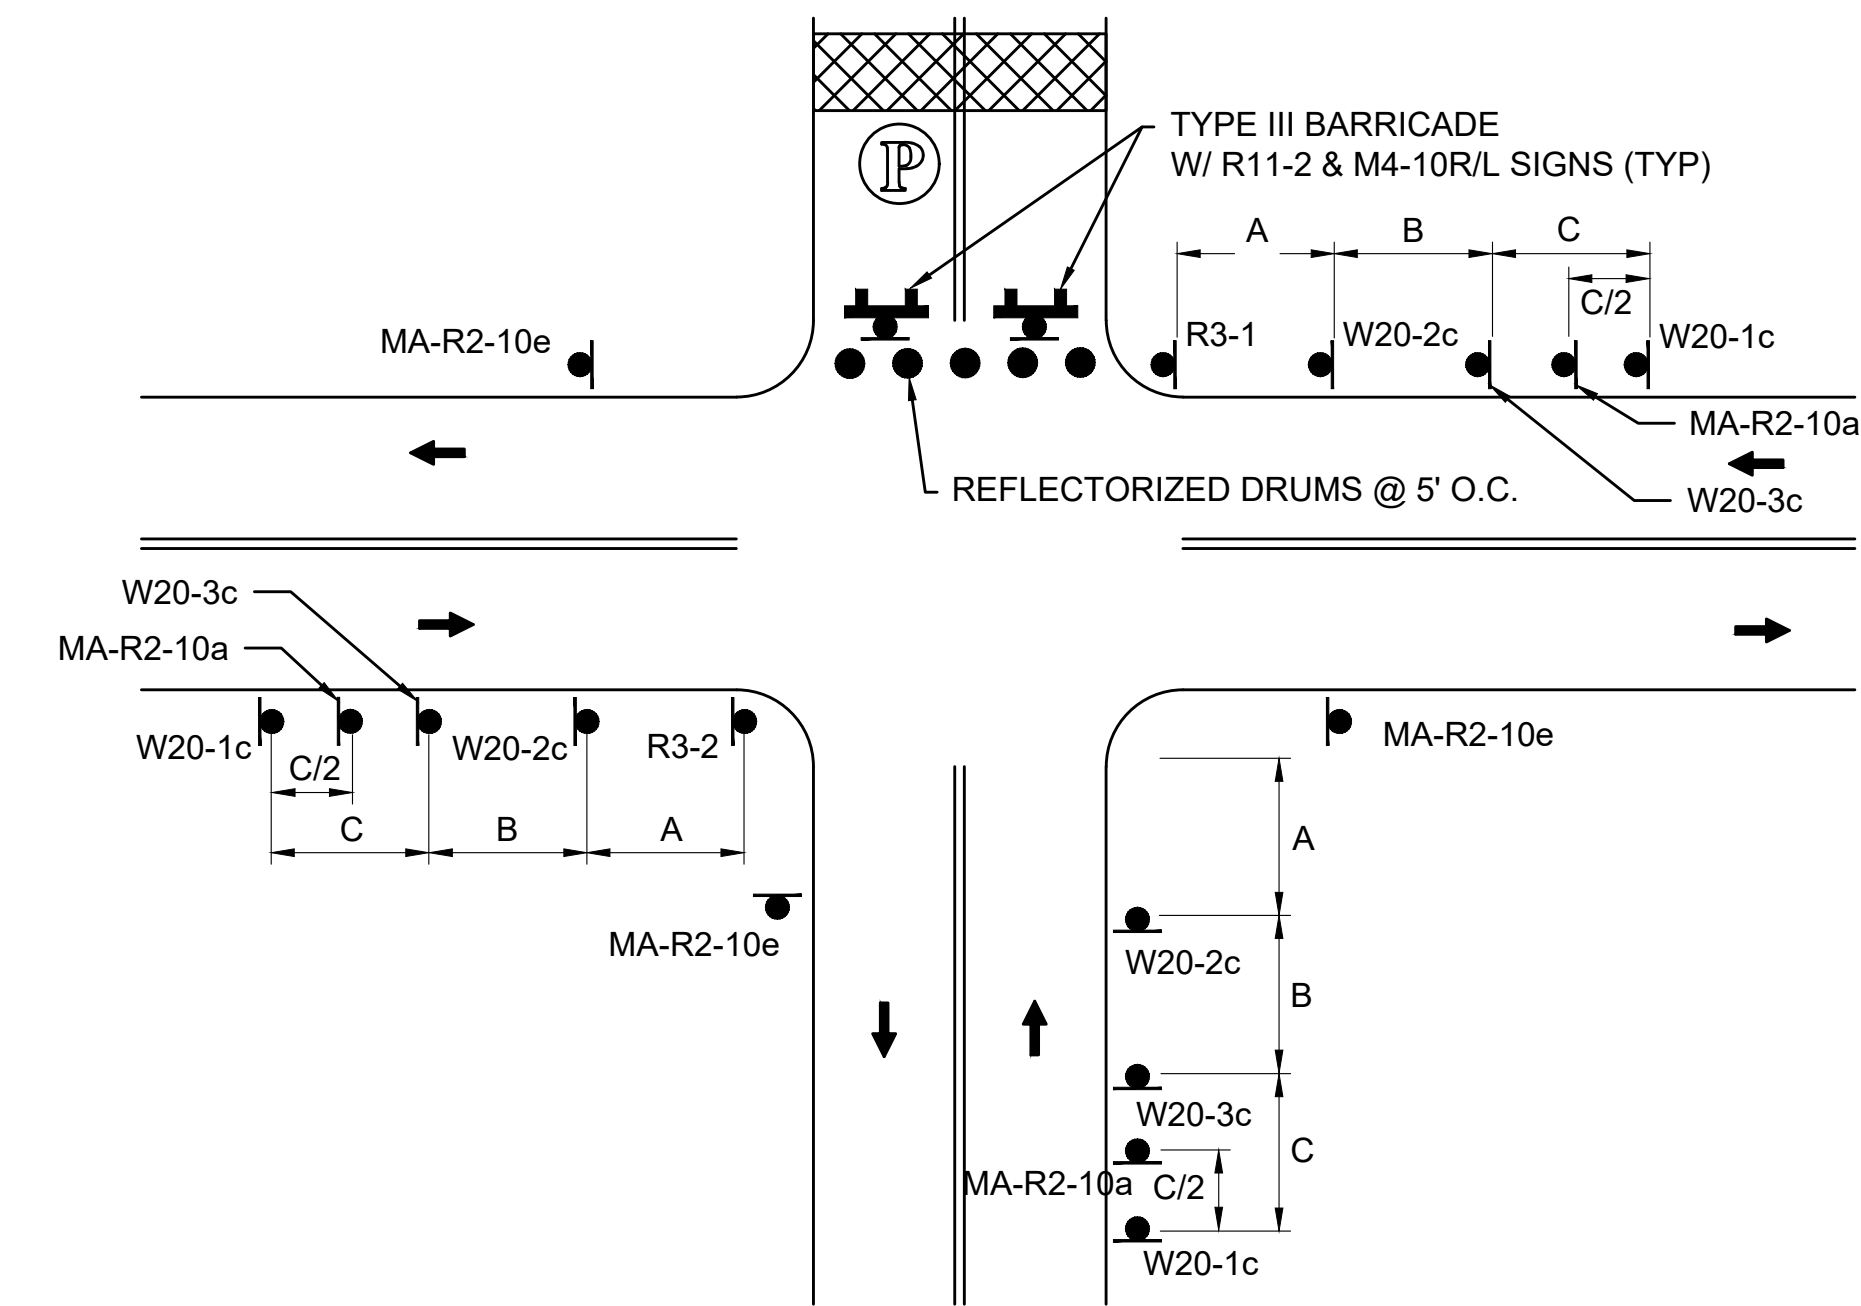 TYPE III BARRICADE
W/ R11-2 & M4-10R/L SIGNS (TYP)
P
A
B
C
C/2
MA-R2-10e
R3-1
W20-2c
W20-1c
MA-R2-10a
REFLECTORIZED DRUMS @ 5' O.C.
W20-3c
W20-3c
MA-R2-10a
W20-1c
W20-2c
R3-2
MA-R2-10e
C/2
C
B
A
A
MA-R2-10e
W20-2c
B
W20-3c
C
MA-R2-10a
C/2
W20-1c